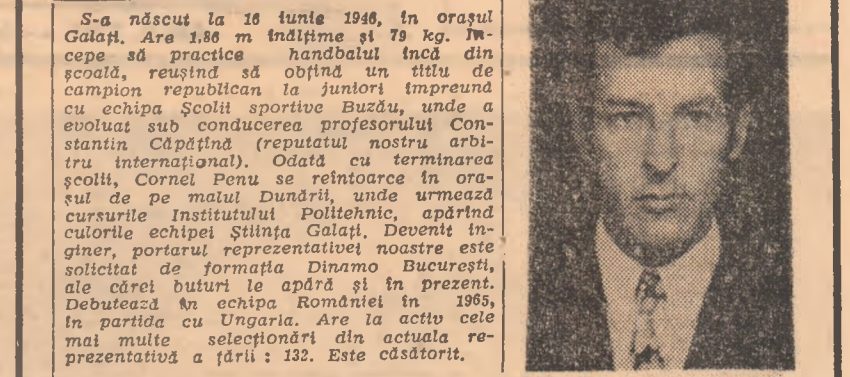 S-a născut la 16 iunie 1946, în orașul
Galați. Are 1,86 m înălțime și 79 kg. În-
cepe să practice handbalul încă din
școală, reușind să obțină un titlu de
campion republican la juniori împreună
cu echipa Școlii sportive Buzău, unde a
evoluat sub conducerea profesorului Con-
stantin Căpățînă (reputatul nostru arbi-
tru internațional). Odată cu terminarea
școlii, Cornel Penu se reîntoarce în ora-
șul de pe malul Dunării, unde urmează
cursurile Institutului Politehnic, apărînd
culorile echipei Știința Galați. Devenit in-
giner, portarul reprezentativei noastre este
solicitat de formația Dinamo București,
ale cărei buturi le apără și în prezent.
Debutează în echipa României în 1965,
în partida cu Ungaria. Are la activ cele
mai multe selecționări din actuala re-
prezentativă a țării : 132. Este căsătorit.